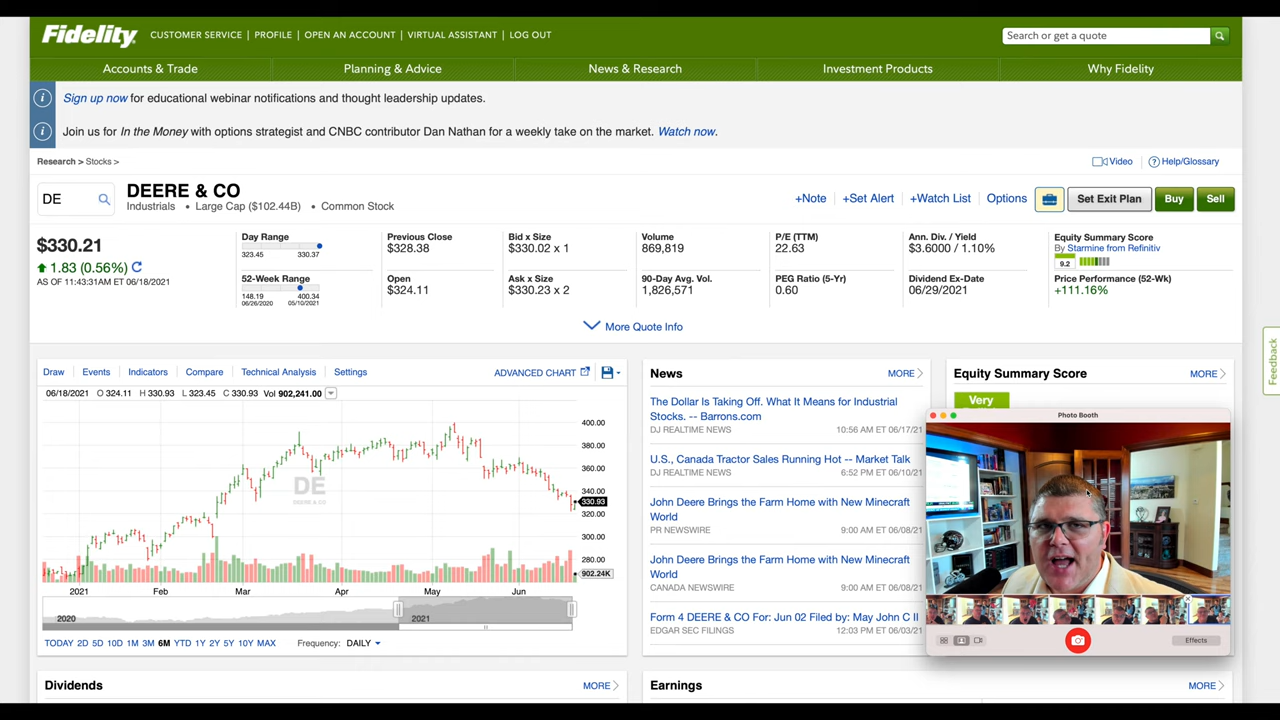 Fidelity
CUSTOMER SERVICE | PROFILE | OPEN AN ACCOUNT | VIRTUAL ASSISTANT | LOG OUT
Search or get a quote
Accounts & Trade
Planning & Advice
News & Research
Investment Products
Why Fidelity
Sign up now for educational webinar notifications and thought leadership updates.
Join us for In the Money with options strategist and CNBC contributor Dan Nathan for a weekly take on the market. Watch now.
Research > Stocks >
Video
Help/Glossary
DE
DEERE & CO
Industrials • Large Cap ($102.44B) • Common Stock
+Note
+Set Alert
+Watch List
Options
Set Exit Plan
Buy
Sell
$330.21
1.83 (0.56%)
AS OF 11:43:31AM ET 06/18/2021
Day Range
323.45 330.37
52-Week Range
148.19 400.34
06/26/2020 05/10/2021
Previous Close
$328.38
Open
$324.11
Bid x Size
$330.02 x 1
Ask x Size
$330.23 x 2
Volume
869,819
90-Day Avg. Vol.
1,826,571
P/E (TTM)
22.63
PEG Ratio (5-Yr)
0.60
Ann. Div / Yield
$3.6000 / 1.10%
Dividend Ex-Date
06/29/2021
Equity Summary Score
By Starmine from Refinitiv
9.2
Price Performance (52-Wk)
+111.16%
More Quote Info
Draw Events Indicators Compare Technical Analysis Settings
ADVANCED CHART
06/18/2021 O 324.11 H 330.93 L 323.45 C 330.93 Vol 902,241.00
400.00
380.00
360.00
340.00
330.93
320.00
300.00
280.00
902.24K
DE
DEERE & CO
2021 Feb Mar Apr May Jun
2020 2021
TODAY 2D 5D 10D 1M 3M 6M YTD 1Y 2Y 5Y 10Y MAX
Frequency: DAILY
News
MORE
The Dollar Is Taking Off. What It Means for Industrial
Stocks. -- Barrons.com
DJ REALTIME NEWS 10:56 AM ET 06/17/21
U.S., Canada Tractor Sales Running Hot -- Market Talk
DJ REALTIME NEWS 6:52 PM ET 06/10/21
John Deere Brings the Farm Home with New Minecraft
World
PR NEWSWIRE 9:00 AM ET 06/08/21
John Deere Brings the Farm Home with New Minecraft
World
CANADA NEWSWIRE 9:00 AM ET 06/08/21
Form 4 DEERE & CO For: Jun 02 Filed by: May John C II
EDGAR SEC FILINGS 12:03 PM ET 06/03/21
Equity Summary Score
MORE
Very
Photo Booth
Effects
Feedback
Dividends
MORE
Earnings
MORE